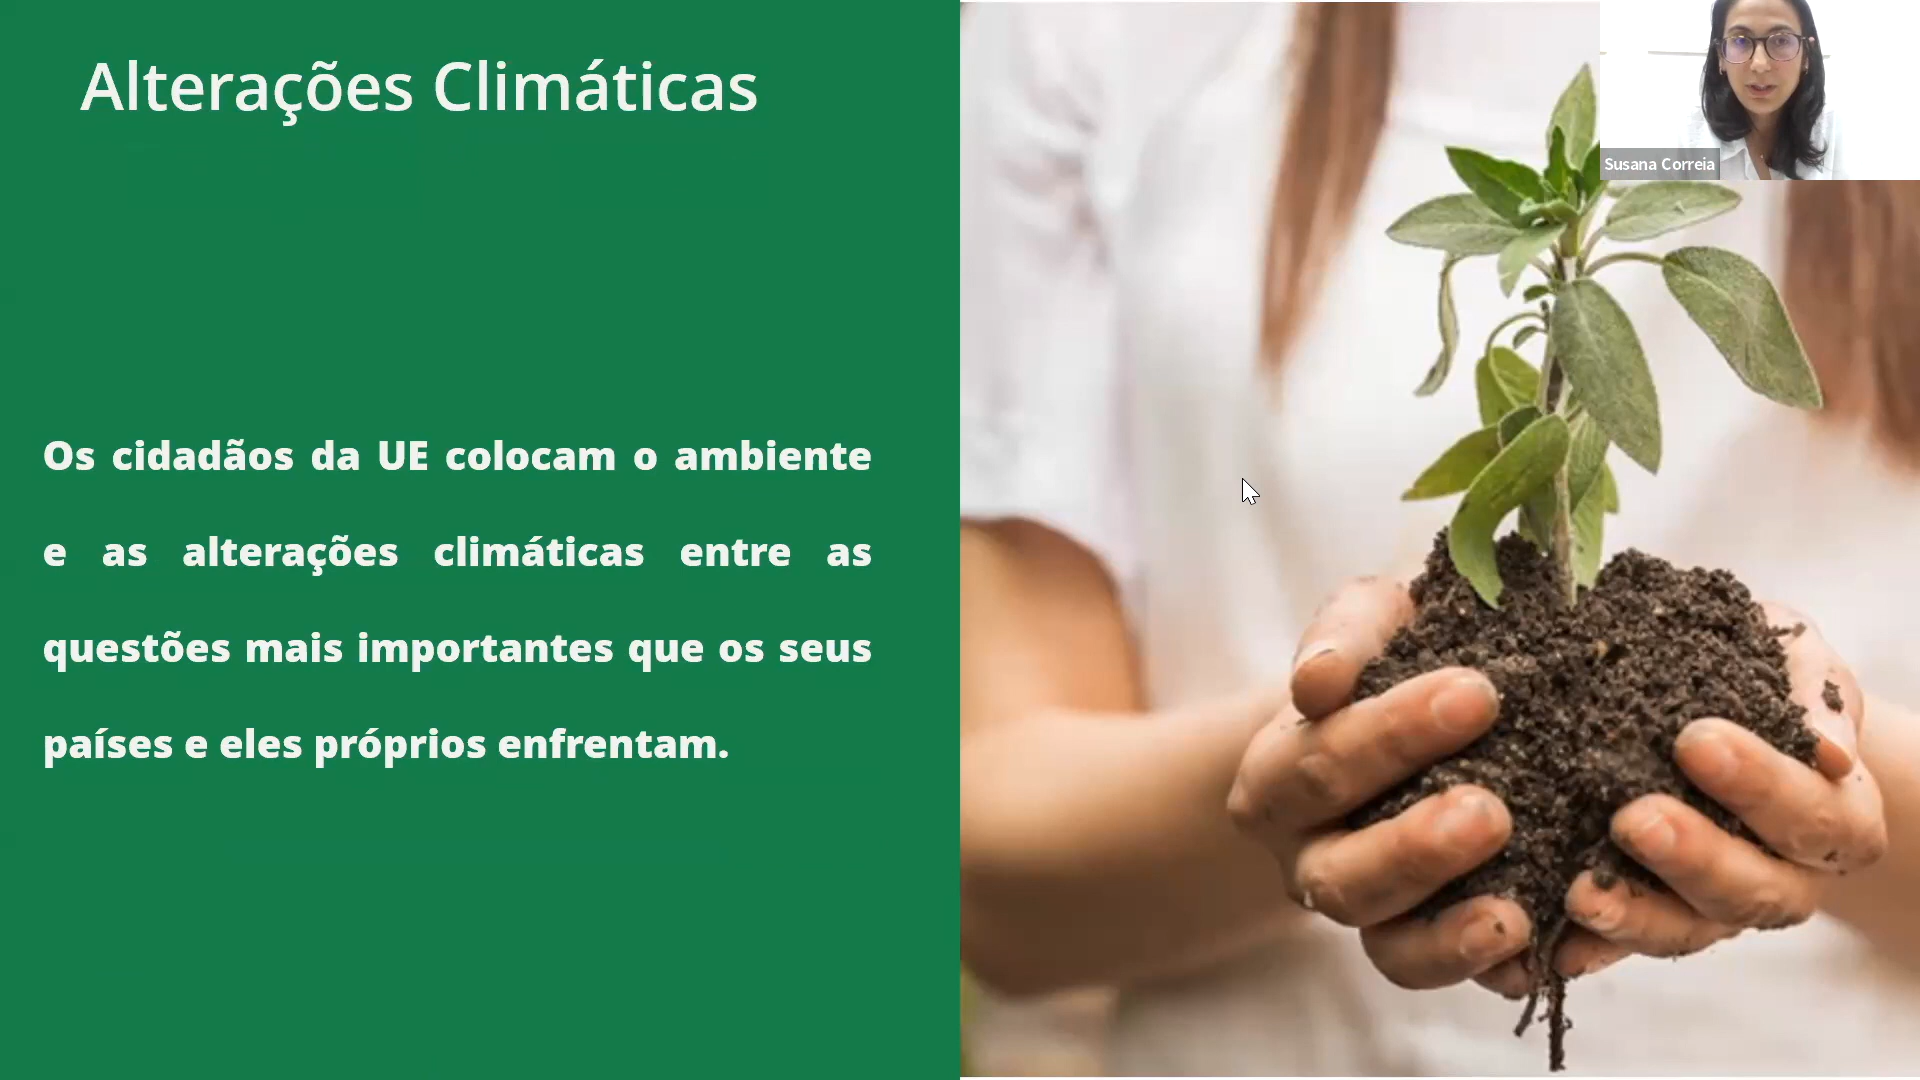 Alterações Climáticas
Susana Correia
Os cidadãos da UE colocam o ambiente
e as alterações climáticas entre as
questões mais importantes que os seus
países e eles próprios enfrentam.